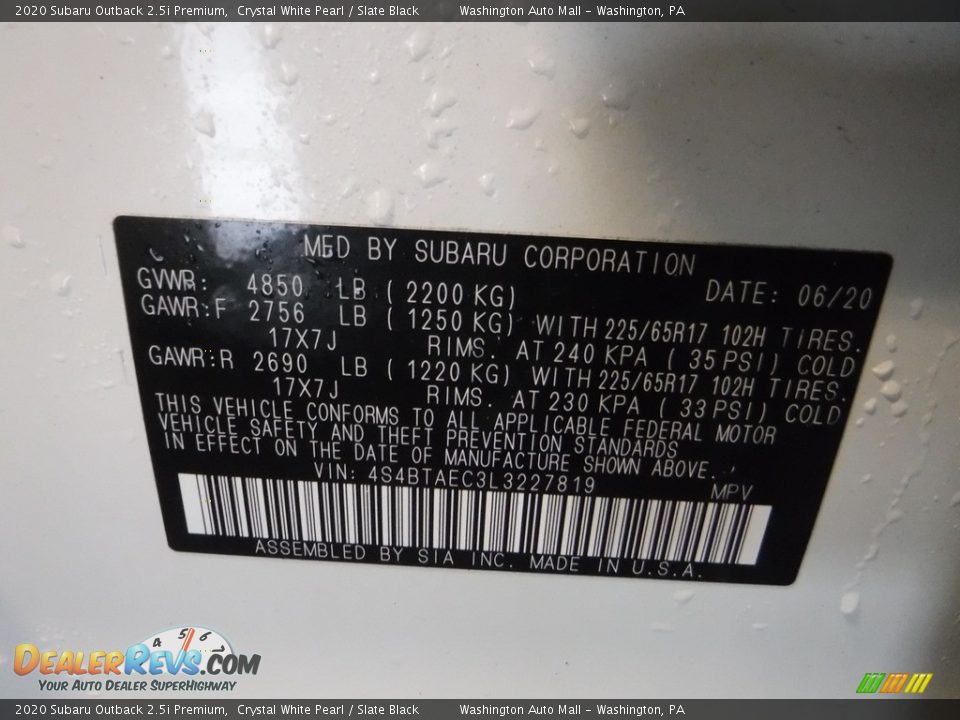 2020 Subaru Outback 2.5i Premium, Crystal White Pearl / Slate Black Washington Auto Mall - Washington, PA
MFD BY SUBARU CORPORATION
GVWR: 4850 LB ( 2200 KG) DATE: 06/20
GAWR:F 2756 LB ( 1250 KG) WITH 225/65R17 102H TIRES.
17X7J RIMS. AT 240 KPA ( 35 PSI) COLD
GAWR:R 2690 LB ( 1220 KG) WITH 225/65R17 102H TIRES.
17X7J RIMS. AT 230 KPA ( 33 PSI) COLD
THIS VEHICLE CONFORMS TO ALL APPLICABLE FEDERAL MOTOR
VEHICLE SAFETY AND THEFT PREVENTION STANDARDS
IN EFFECT ON THE DATE OF MANUFACTURE SHOWN ABOVE.
VIN: 4S4BTAEC3L3227819 MPV
ASSEMBLED BY SIA INC. MADE IN U.S.A.
4 5 6
DEALERREVS.COM
YOUR AUTO DEALER SUPERHIGHWAY
2020 Subaru Outback 2.5i Premium, Crystal White Pearl / Slate Black Washington Auto Mall - Washington, PA